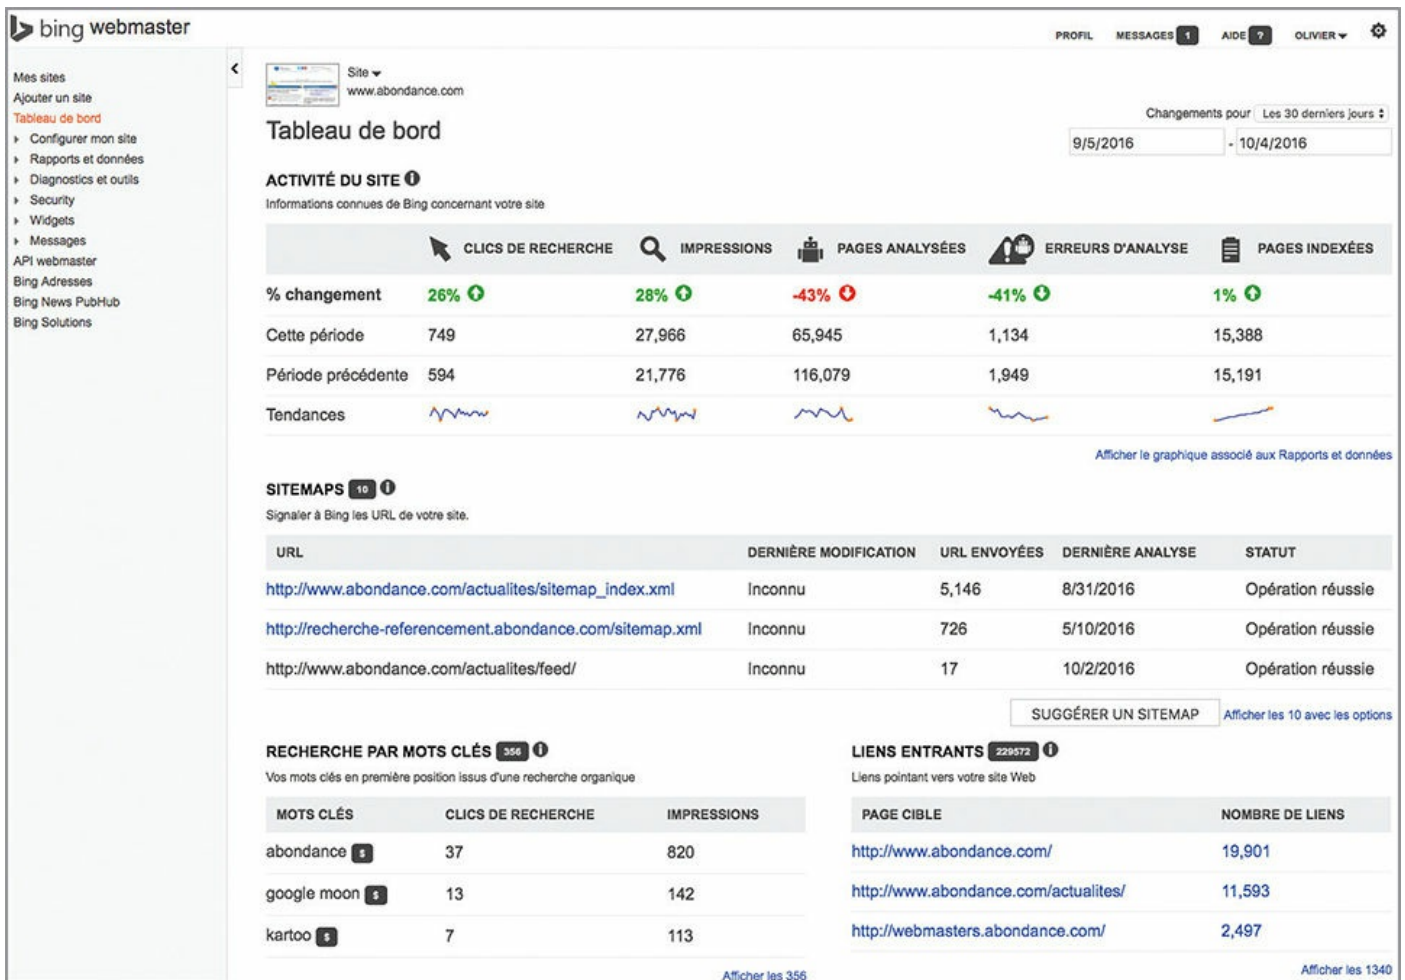 bing webmaster
PROFIL MESSAGES 1 AIDE ? OLIVIER
Mes sites
Ajouter un site
Tableau de bord
Configurer mon site
Rapports et données
Diagnostics et outils
Security
Widgets
Messages
API webmaster
Bing Adresses
Bing News PubHub
Bing Solutions
Site
www.abondance.com
Tableau de bord
Changements pour Les 30 derniers jours
9/5/2016 - 10/4/2016
ACTIVITÉ DU SITE
Informations connues de Bing concernant votre site
CLICS DE RECHERCHE IMPRESSIONS PAGES ANALYSÉES ERREURS D'ANALYSE PAGES INDEXÉES
% changement 26% 28% -43% -41% 1%
Cette période 749 27,966 65,945 1,134 15,388
Période précédente 594 21,776 116,079 1,949 15,191
Tendances
Afficher le graphique associé aux Rapports et données
SITEMAPS 10
Signaler à Bing les URL de votre site.
URL DERNIÈRE MODIFICATION URL ENVOYÉES DERNIÈRE ANALYSE STATUT
http://www.abondance.com/actualites/sitemap_index.xml Inconnu 5,146 8/31/2016 Opération réussie
http://recherche-referencement.abondance.com/sitemap.xml Inconnu 726 5/10/2016 Opération réussie
http://www.abondance.com/actualites/feed/ Inconnu 17 10/2/2016 Opération réussie
SUGGÉRER UN SITEMAP Afficher les 10 avec les options
RECHERCHE PAR MOTS CLÉS 356
Vos mots clés en première position issus d'une recherche organique
MOTS CLÉS CLICS DE RECHERCHE IMPRESSIONS
abondance $ 37 820
google moon $ 13 142
kartoo $ 7 113
Afficher les 356
LIENS ENTRANTS 229572
Liens pointant vers votre site Web
PAGE CIBLE NOMBRE DE LIENS
http://www.abondance.com/ 19,901
http://www.abondance.com/actualites/ 11,593
http://webmasters.abondance.com/ 2,497
Afficher les 1340